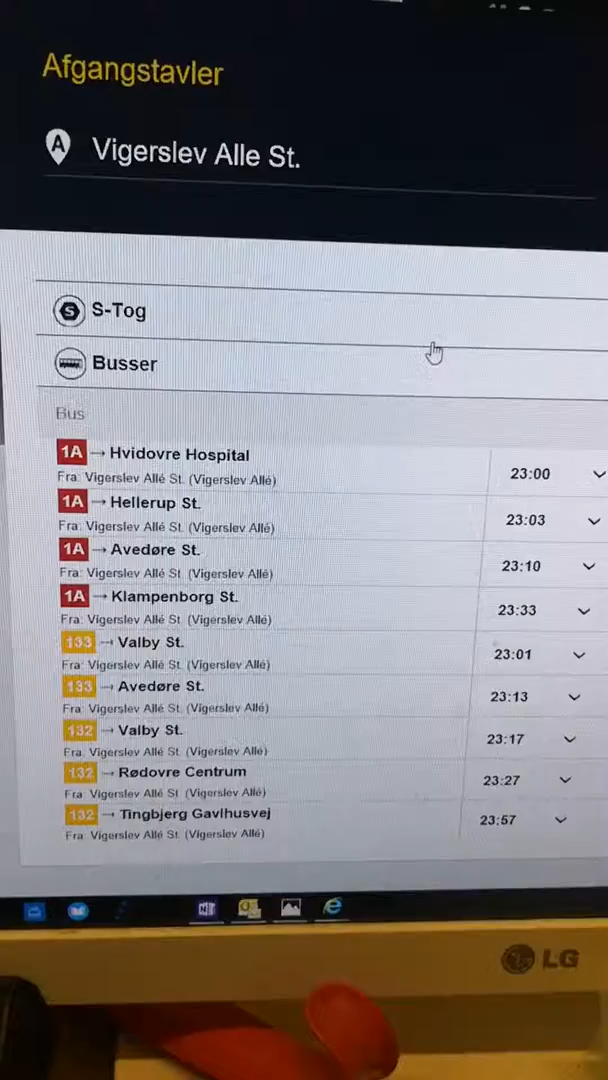 Afgangstavler
A Vigerslev Alle St.
S S-Tog
Busser
Bus
1A → Hvidovre Hospital
Fra: Vigerslev Allé St. (Vigerslev Allé)
23:00
1A → Hellerup St.
Fra: Vigerslev Allé St. (Vigerslev Allé)
23:03
1A → Avedøre St.
Fra: Vigerslev Allé St. (Vigerslev Allé)
23:10
1A → Klampenborg St.
Fra: Vigerslev Allé St. (Vigerslev Allé)
23:33
133 → Valby St.
Fra: Vigerslev Allé St. (Vigerslev Allé)
23:01
133 → Avedøre St.
Fra: Vigerslev Allé St. (Vigerslev Allé)
23:13
132 → Valby St.
Fra: Vigerslev Allé St. (Vigerslev Allé)
23:17
132 → Rødovre Centrum
Fra: Vigerslev Allé St. (Vigerslev Allé)
23:27
132 → Tingbjerg Gavlhusvej
Fra: Vigerslev Allé St. (Vigerslev Allé)
23:57
LG